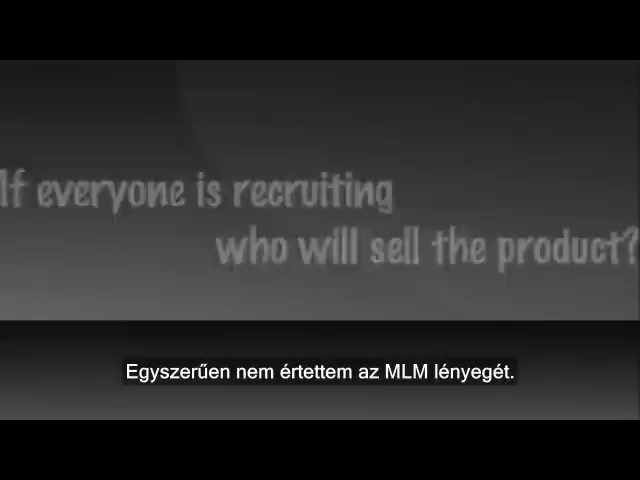 If everyone is recruiting
who will sell the product?
Egyszerűen nem értettem az MLM lényegét.